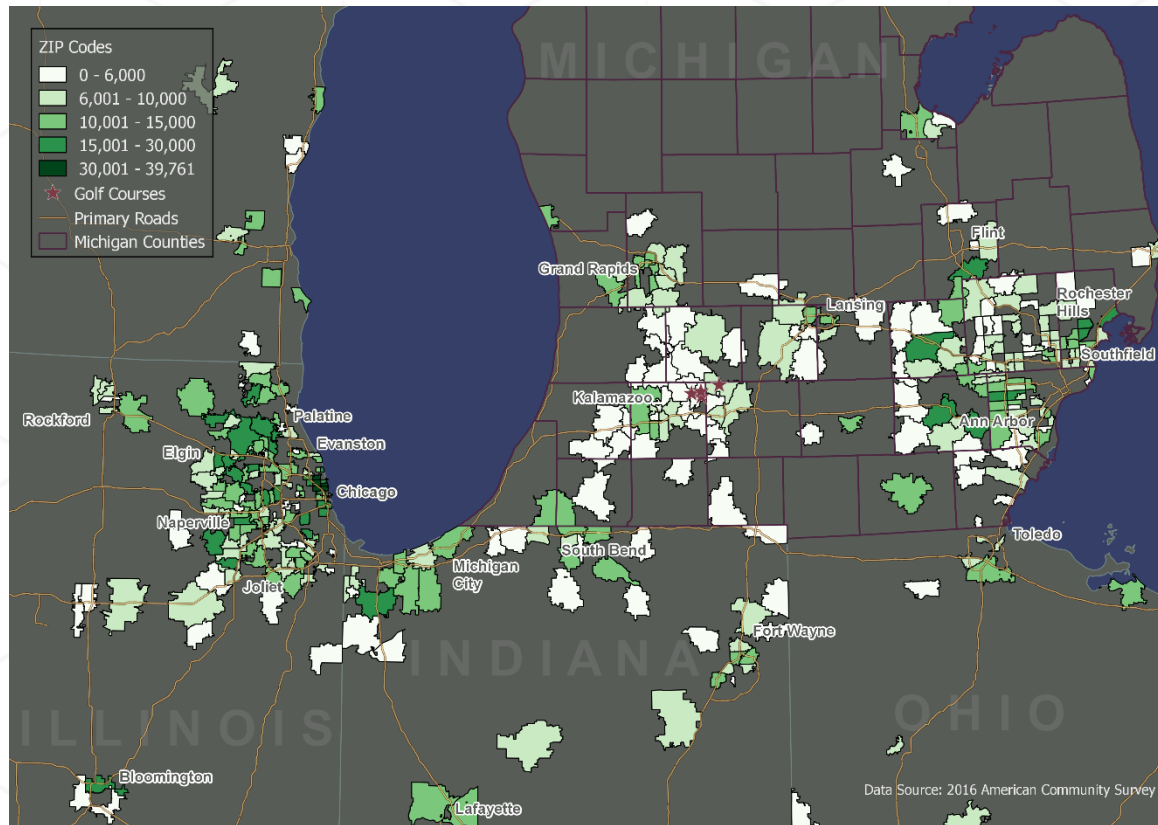 MICHIGAN
ZIP Codes
0 - 6,000
6,001 - 10,000
10,001 - 15,000
15,001 - 30,000
30,001 - 39,761
Golf Courses
Primary Roads
Michigan Counties
Flint
Grand Rapids
Lansing
Rochester
Hills
Southfield
Kalamazoo
Rockford
Palatine
Evanston
Ann Arbor
Elgin
Chicago
Naperville
Toledo
South Bend
Michigan
City
Joliet
Fort Wayne
INDIANA
OHIO
ILLINOIS
Bloomington
Lafayette
Data Source: 2016 American Community Survey